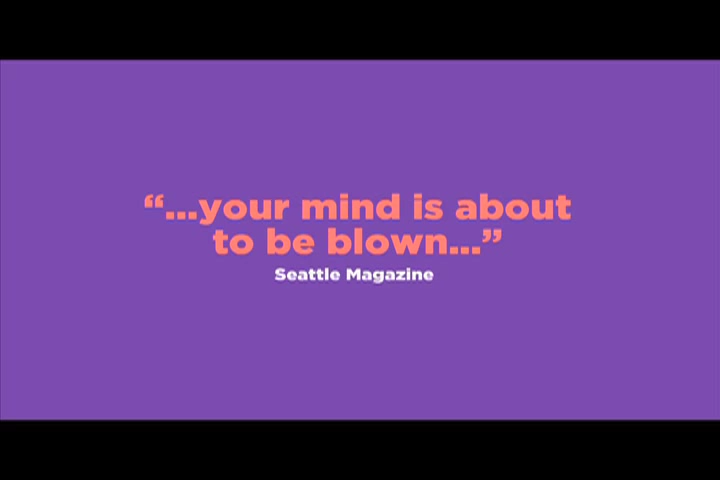 “...your mind is about
to be blown...”
Seattle Magazine